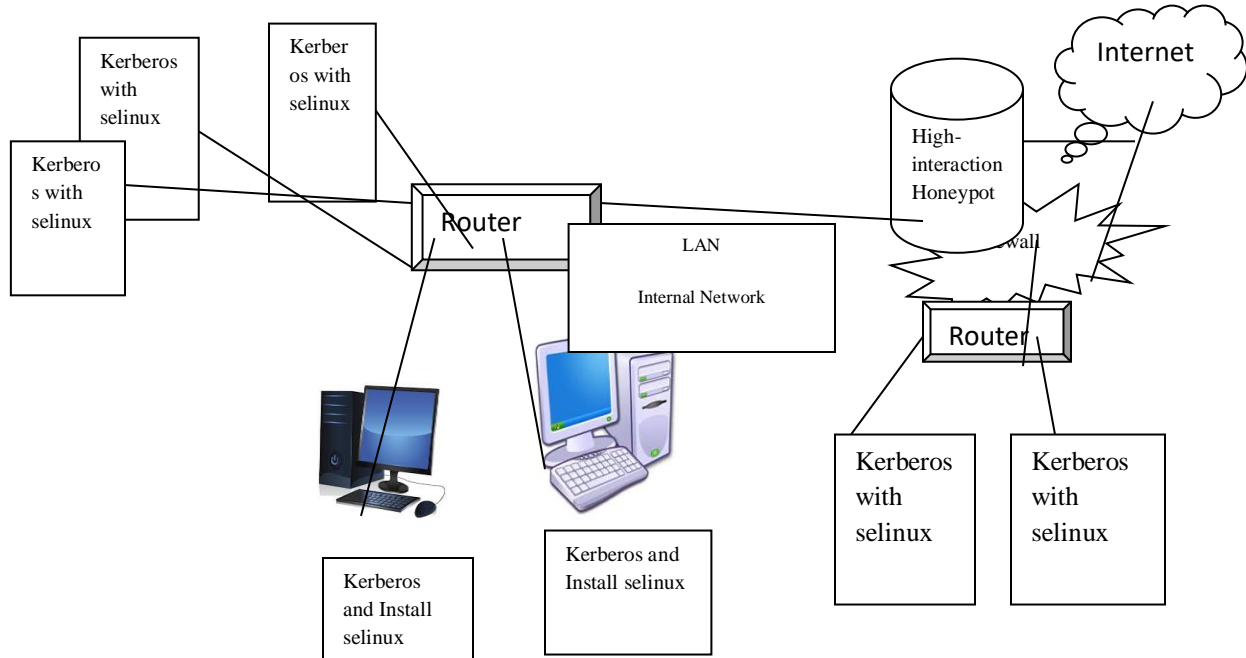 Kerberos
with
selinux
Kerbero
s with
selinux
Kerber
os with
selinux
Internet
High-
interaction
Honeypot
Router
LAN
Internal Network
Router
Kerberos
with
selinux
Kerberos
with
selinux
Kerberos and
Install selinux
Kerberos
and Install
selinux